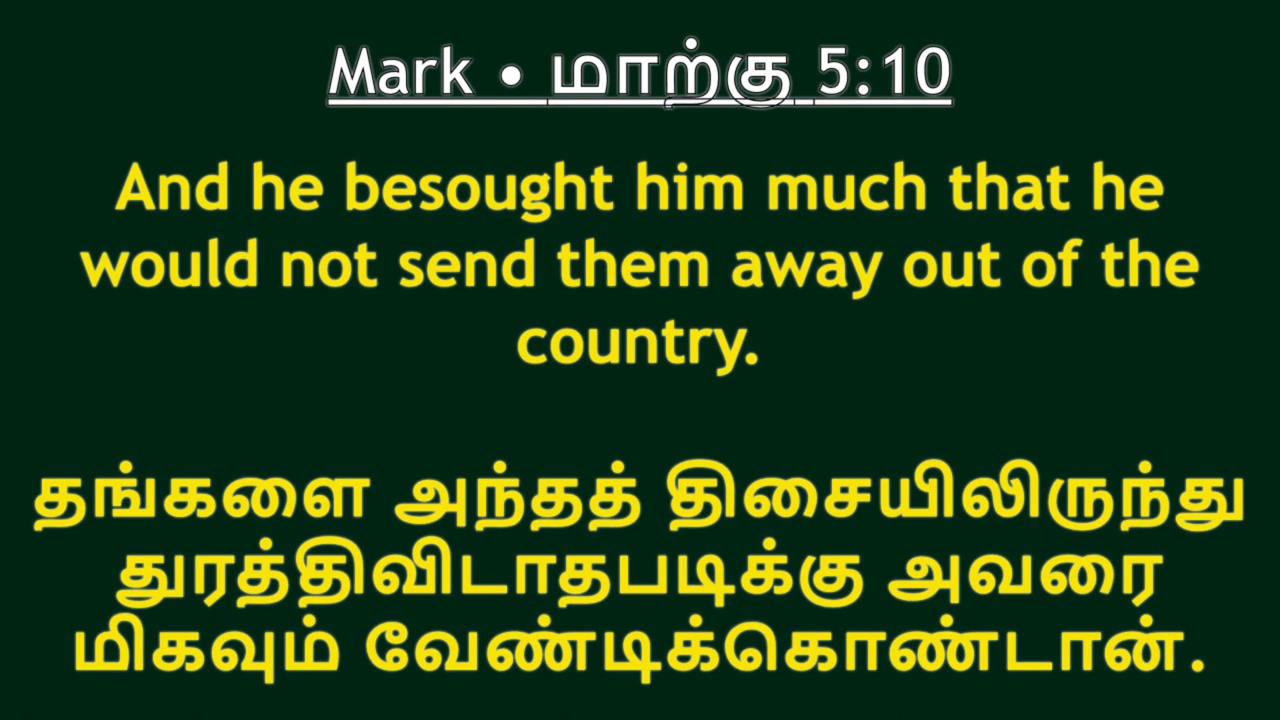 Mark • மாற்கு 5:10
And he besought him much that he
would not send them away out of the
country.
தங்களை அந்தத் திசையிலிருந்து
துரத்திவிடாதபடிக்கு அவரை
மிகவும் வேண்டிக்கொண்டான்.